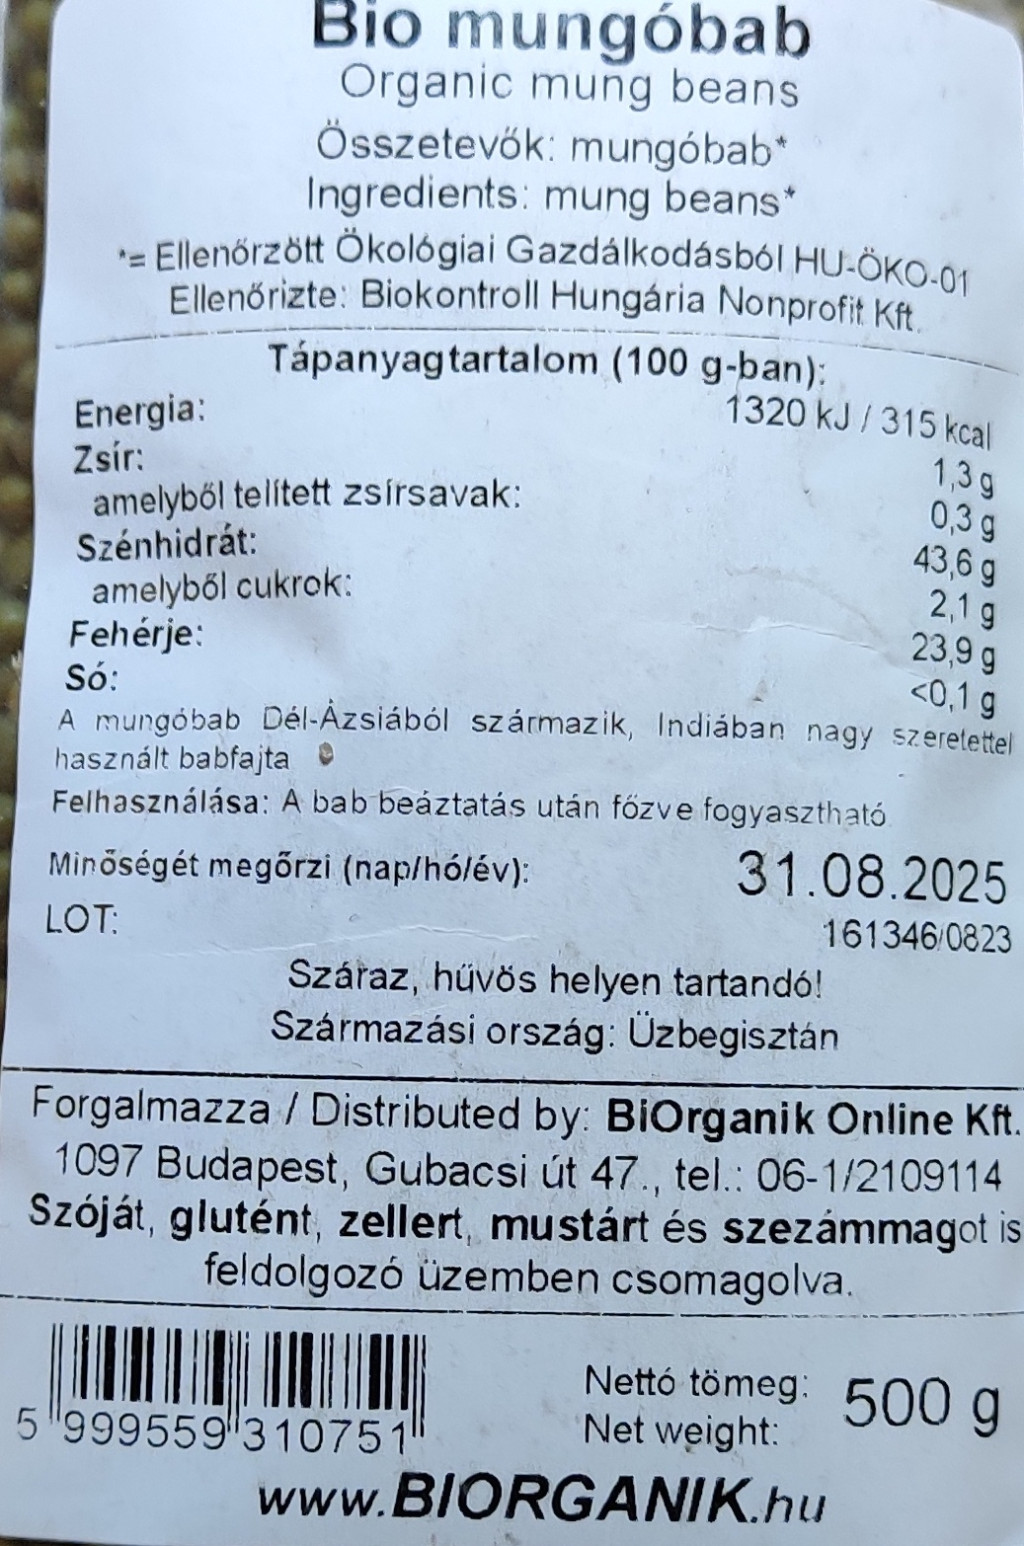 Bio mungóbab
Organic mung beans
Összetevők: mungóbab*
Ingredients: mung beans*
*= Ellenőrzött Ökológiai Gazdálkodásból HU-ÖKO-01
Ellenőrizte: Biokontroll Hungária Nonprofit Kft.
Tápanyagtartalom (100 g-ban):
Energia: 1320 kJ / 315 kcal
Zsír: 1,3 g
amelyből telített zsírsavak: 0,3 g
Szénhidrát: 43,6 g
amelyből cukrok: 2,1 g
Fehérje: 23,9 g
Só: <0,1 g
A mungóbab Dél-Ázsiából származik, Indiában nagy szeretettel
használt babfajta
Felhasználása: A bab beáztatás után főzve fogyasztható.
Minőségét megőrzi (nap/hó/év): 31.08.2025
LOT: 161346/0823
Száraz, hűvös helyen tartandó!
Származási ország: Üzbegisztán
Forgalmazza / Distributed by: BiOrganik Online Kft.
1097 Budapest, Gubacsi út 47., tel.: 06-1/2109114
Szóját, glutént, zellert, mustárt és szezámmagot is
feldolgozó üzemben csomagolva.
5 999559 310751
Nettó tömeg: 500 g
Net weight:
www.BIORGANIK.hu